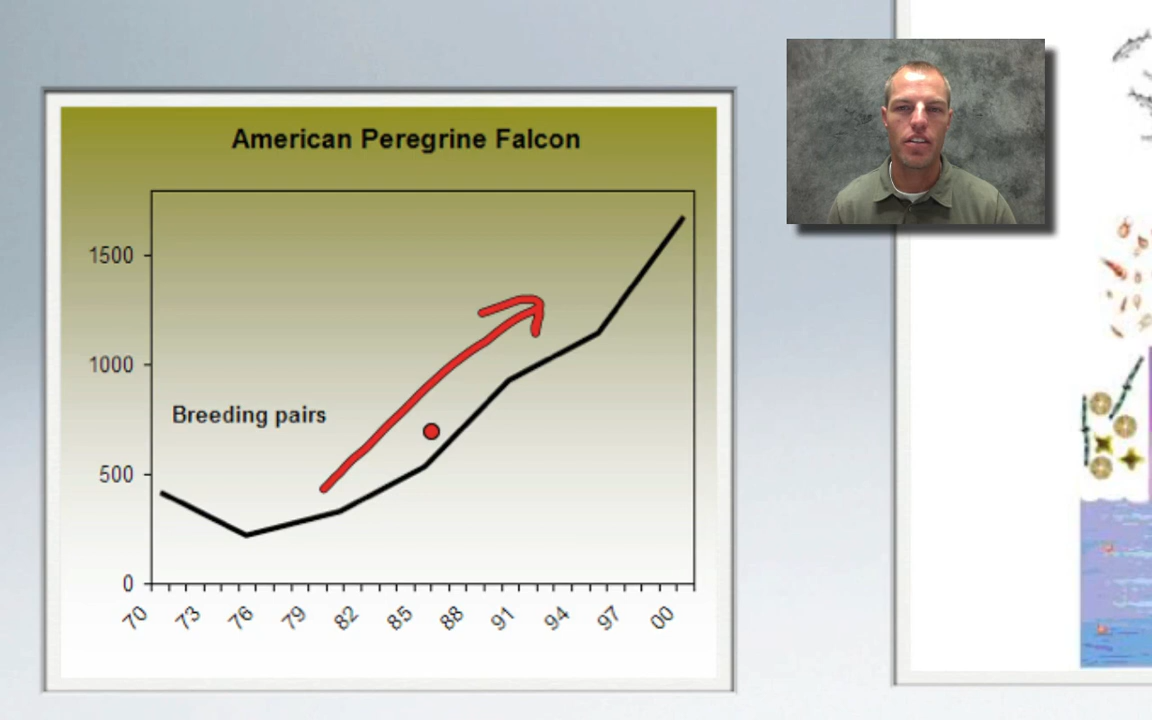 American Peregrine Falcon
1500
1000
Breeding pairs
500
0
70 73 76 79 82 85 88 91 94 97 00